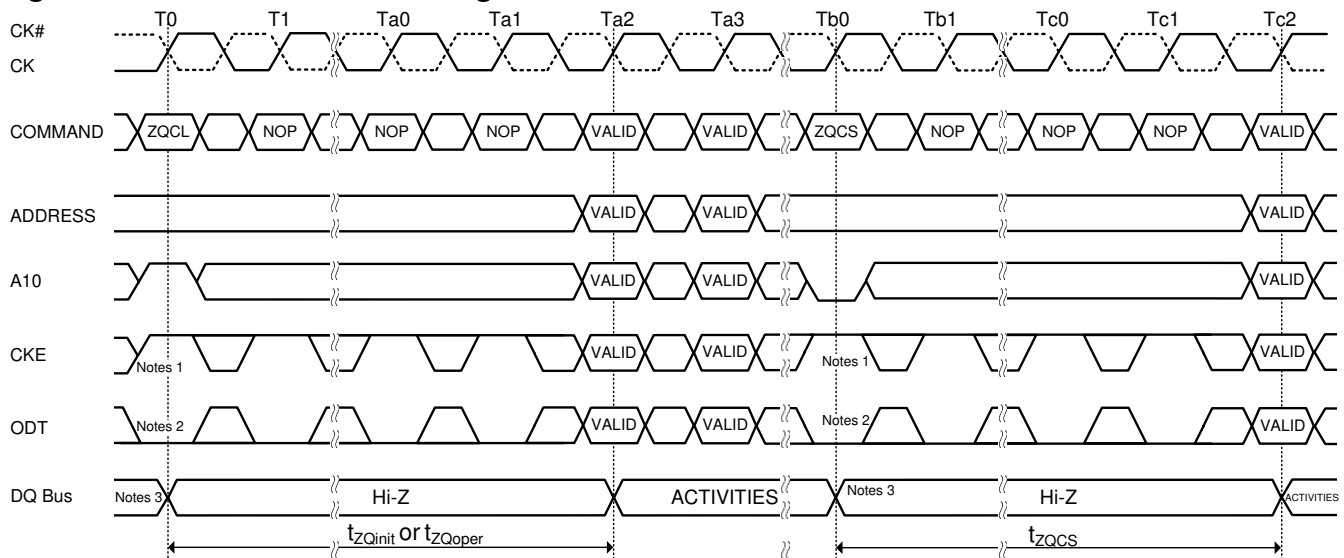 T0 T1 Ta0 Ta1 Ta2 Ta3 Tb0 Tb1 Tc0 Tc1 Tc2
CK#
CK
COMMAND ZQCL NOP NOP NOP VALID VALID ZQCS NOP NOP NOP VALID
ADDRESS VALID VALID VALID
A10 VALID VALID VALID
CKE Notes 1 VALID VALID Notes 1 VALID
ODT Notes 2 VALID VALID Notes 2 VALID
DQ Bus Notes 3 Hi-Z ACTIVITIES Notes 3 Hi-Z ACTIVITIES
tZQinit or tZQoper tZQCS